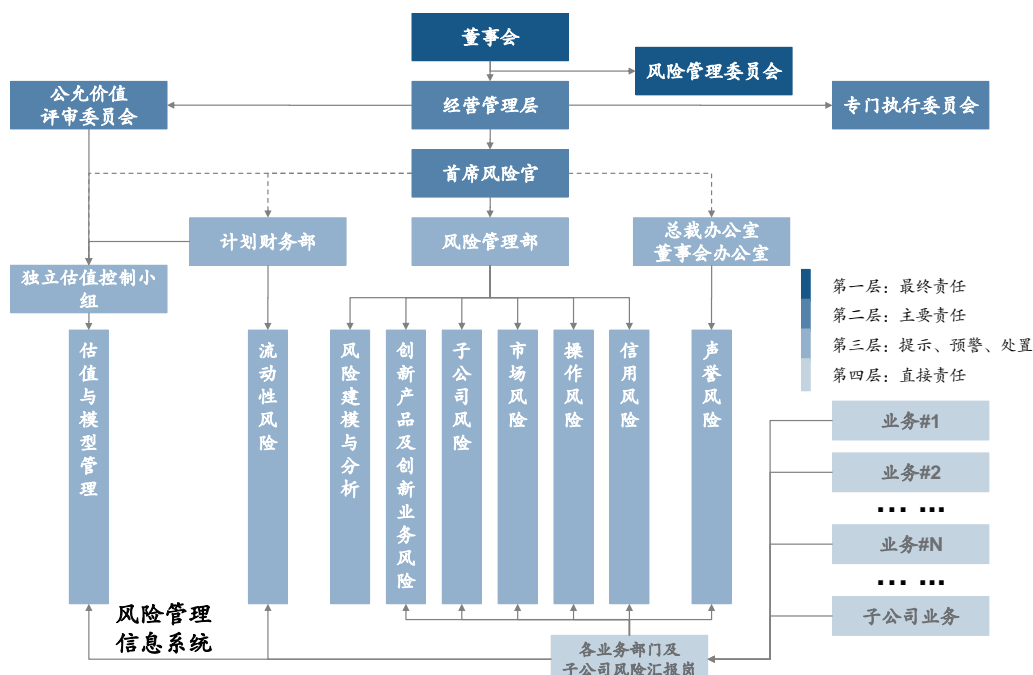 董事会
风险管理委员会
公允价值
评审委员会
经营管理层
专门执行委员会
首席风险官
计划财务部
风险管理部
总裁办公室
董事会办公室
独立估值控制小
组
第一层：最终责任
第二层：主要责任
第三层：提示、预警、处置
第四层：直接责任
估值与模型管理
流动性风险
风险建模与分析
创新产品及创新业务风险
子公司风险
市场风险
操作风险
信用风险
声誉风险
业务#1
业务#2
... ...
业务#N
... ...
子公司业务
风险管理
信息系统
各业务部门及
子公司风险汇报岗